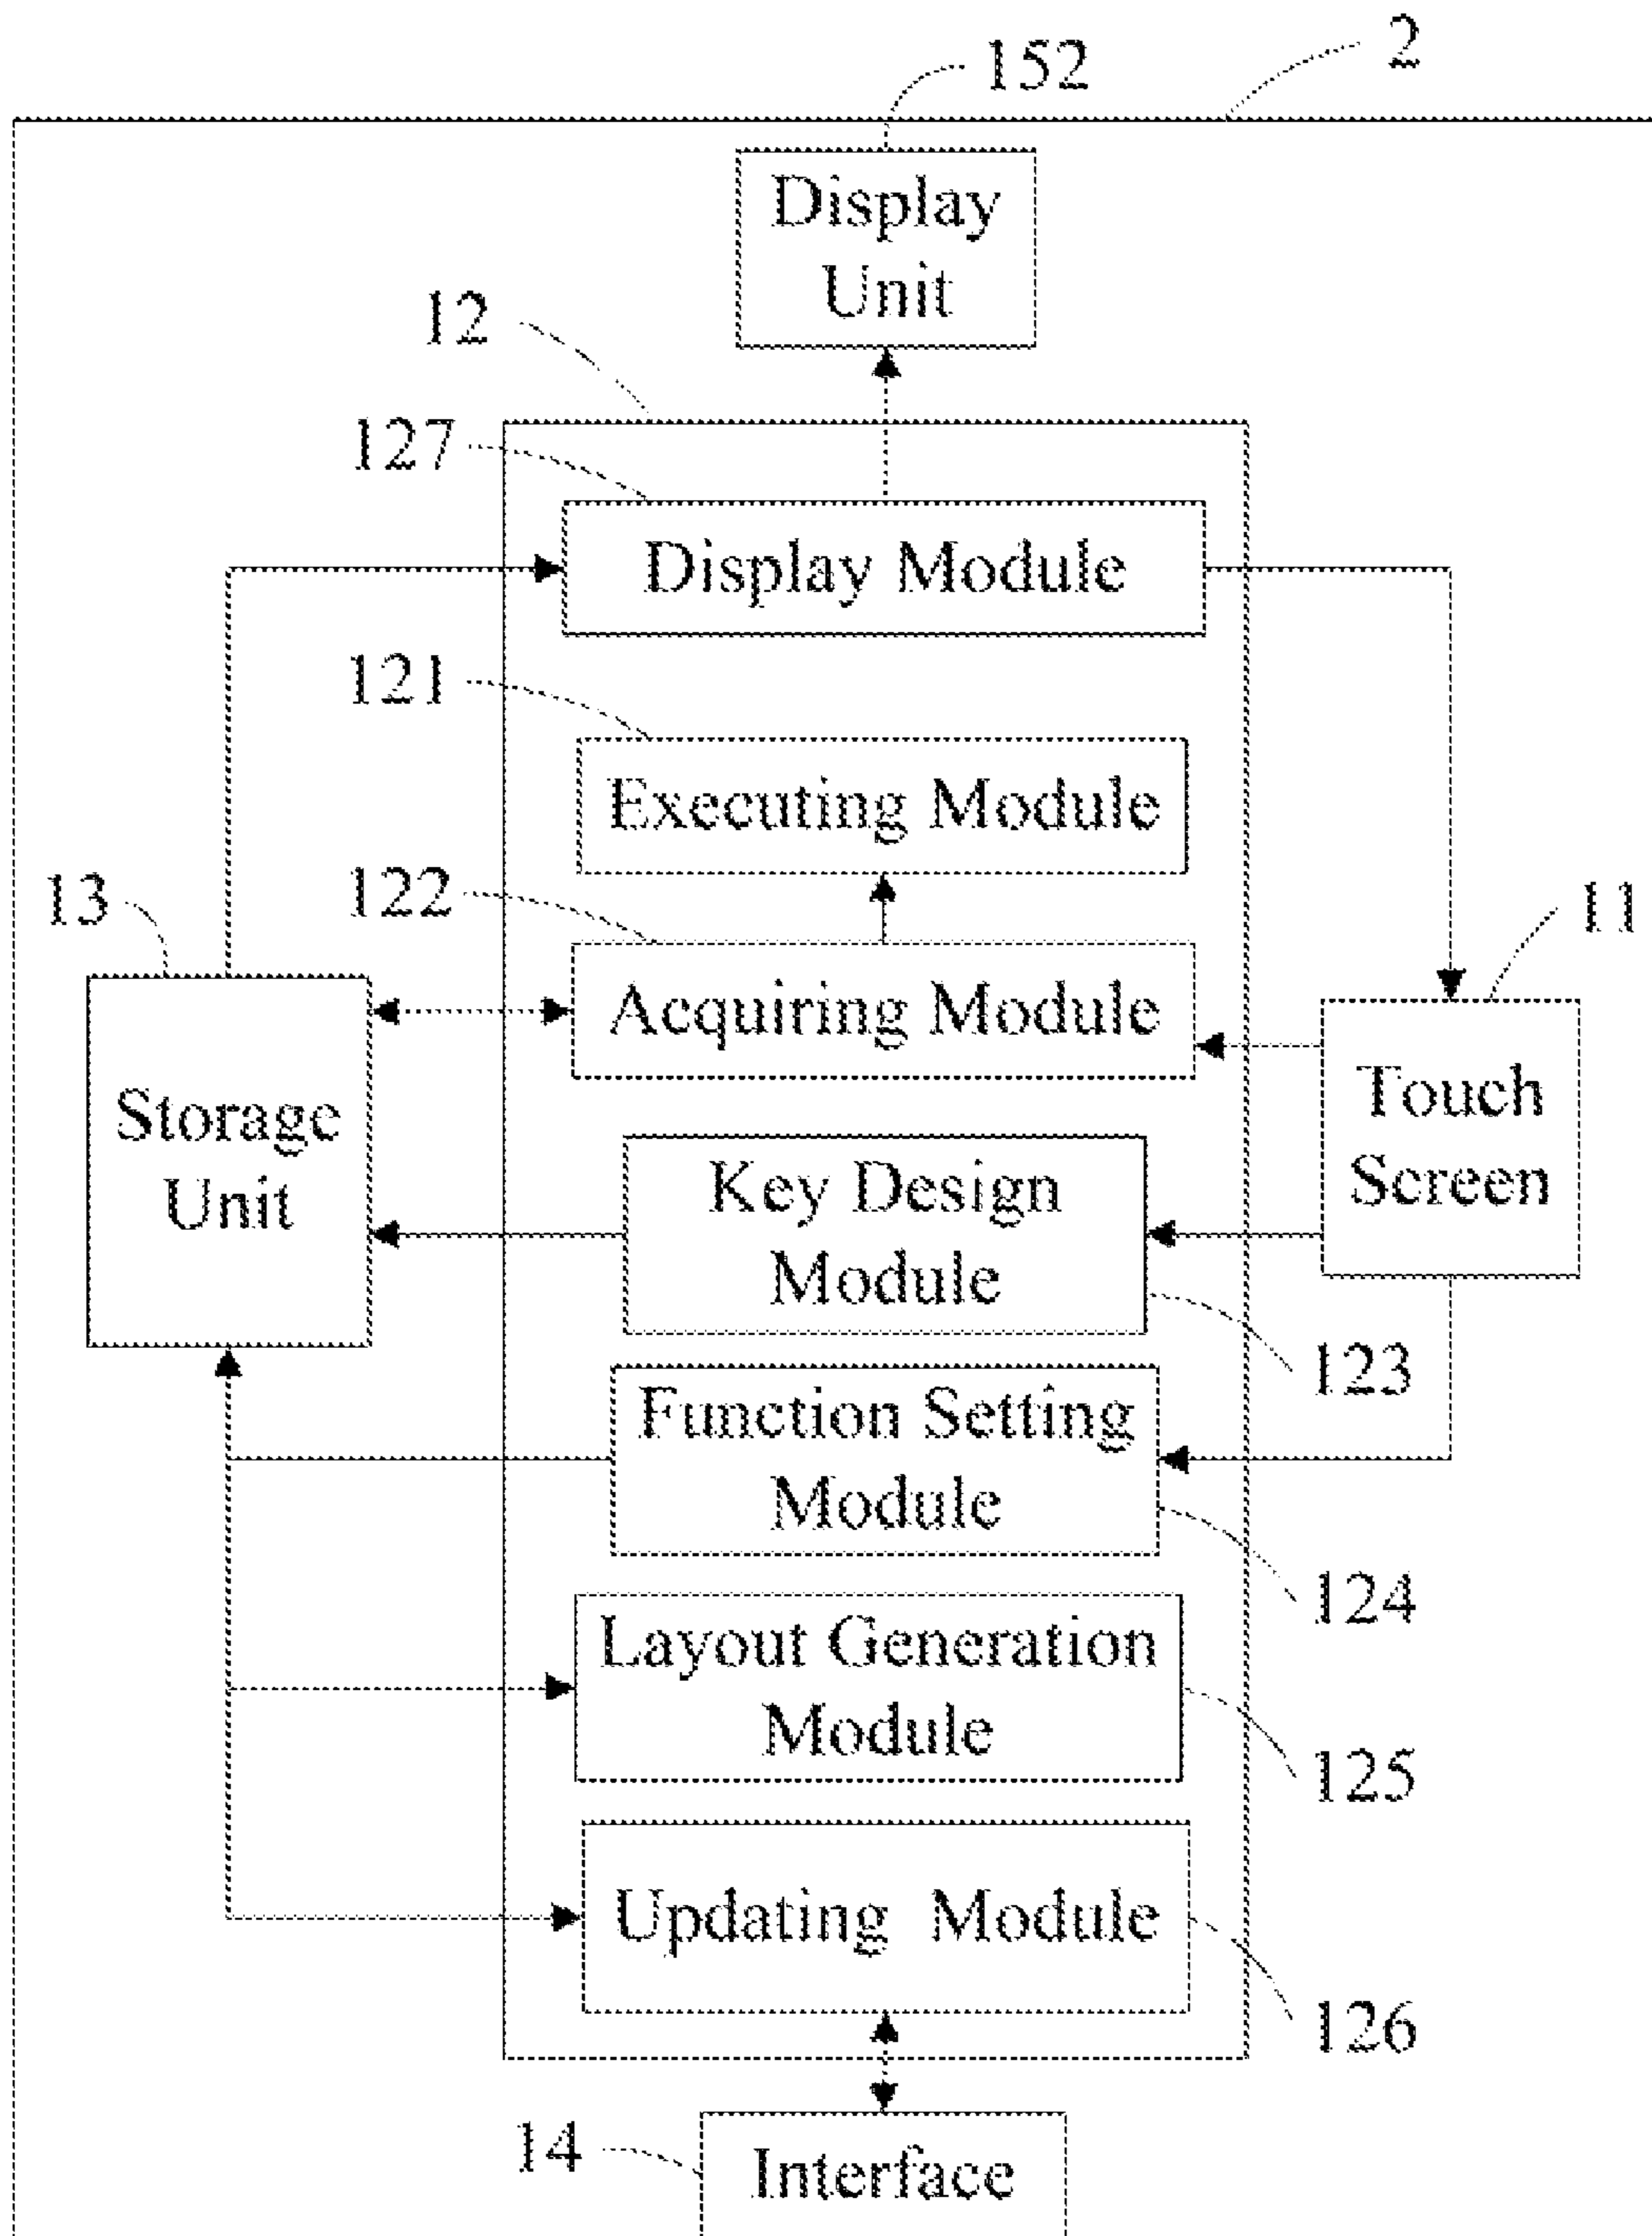 2
152
Display
Unit
12
127
Display Module
121
Executing Module
13
122
11
Acquiring Module
Storage
Unit
Touch
Screen
Key Design
Module
123
Function Setting
Module
124
Layout Generation
Module
125
Updating Module
126
14
Interface